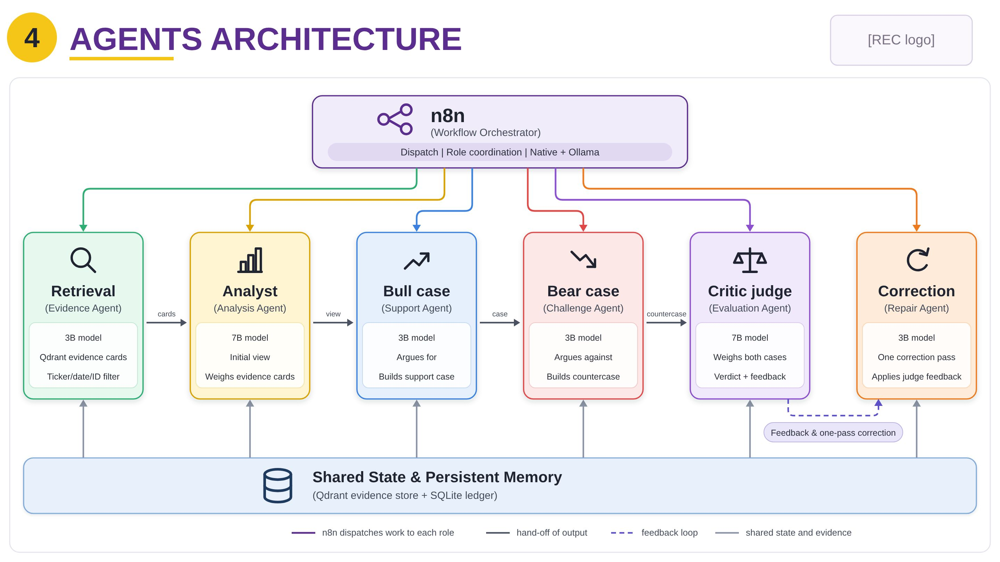 4
AGENTS ARCHITECTURE
[REC logo]
n8n
(Workflow Orchestrator)
Dispatch | Role coordination | Native + Ollama
Retrieval
(Evidence Agent)
3B model
Qdrant evidence cards
Ticker/date/ID filter
cards
Analyst
(Analysis Agent)
7B model
Initial view
Weighs evidence cards
view
Bull case
(Support Agent)
3B model
Argues for
Builds support case
case
Bear case
(Challenge Agent)
3B model
Argues against
Builds countercase
countercase
Critic judge
(Evaluation Agent)
7B model
Weighs both cases
Verdict + feedback
Correction
(Repair Agent)
3B model
One correction pass
Applies judge feedback
Feedback & one-pass correction
Shared State & Persistent Memory
(Qdrant evidence store + SQLite ledger)
n8n dispatches work to each role
hand-off of output
feedback loop
shared state and evidence